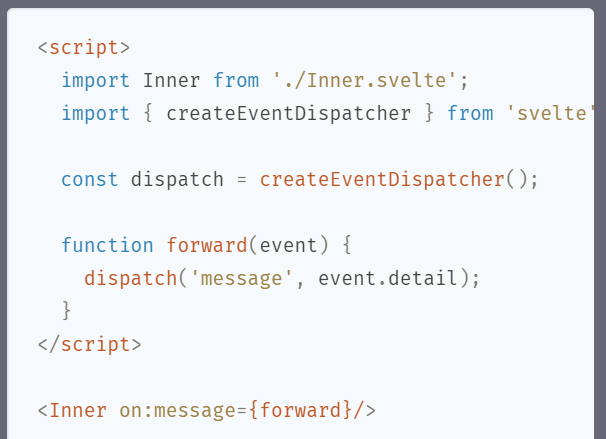 <script>
import Inner from './Inner.svelte';
import { createEventDispatcher } from 'svelte'
const dispatch = createEventDispatcher();
function forward(event) {
dispatch('message', event.detail);
}
</script>
<Inner on:message={forward}/>